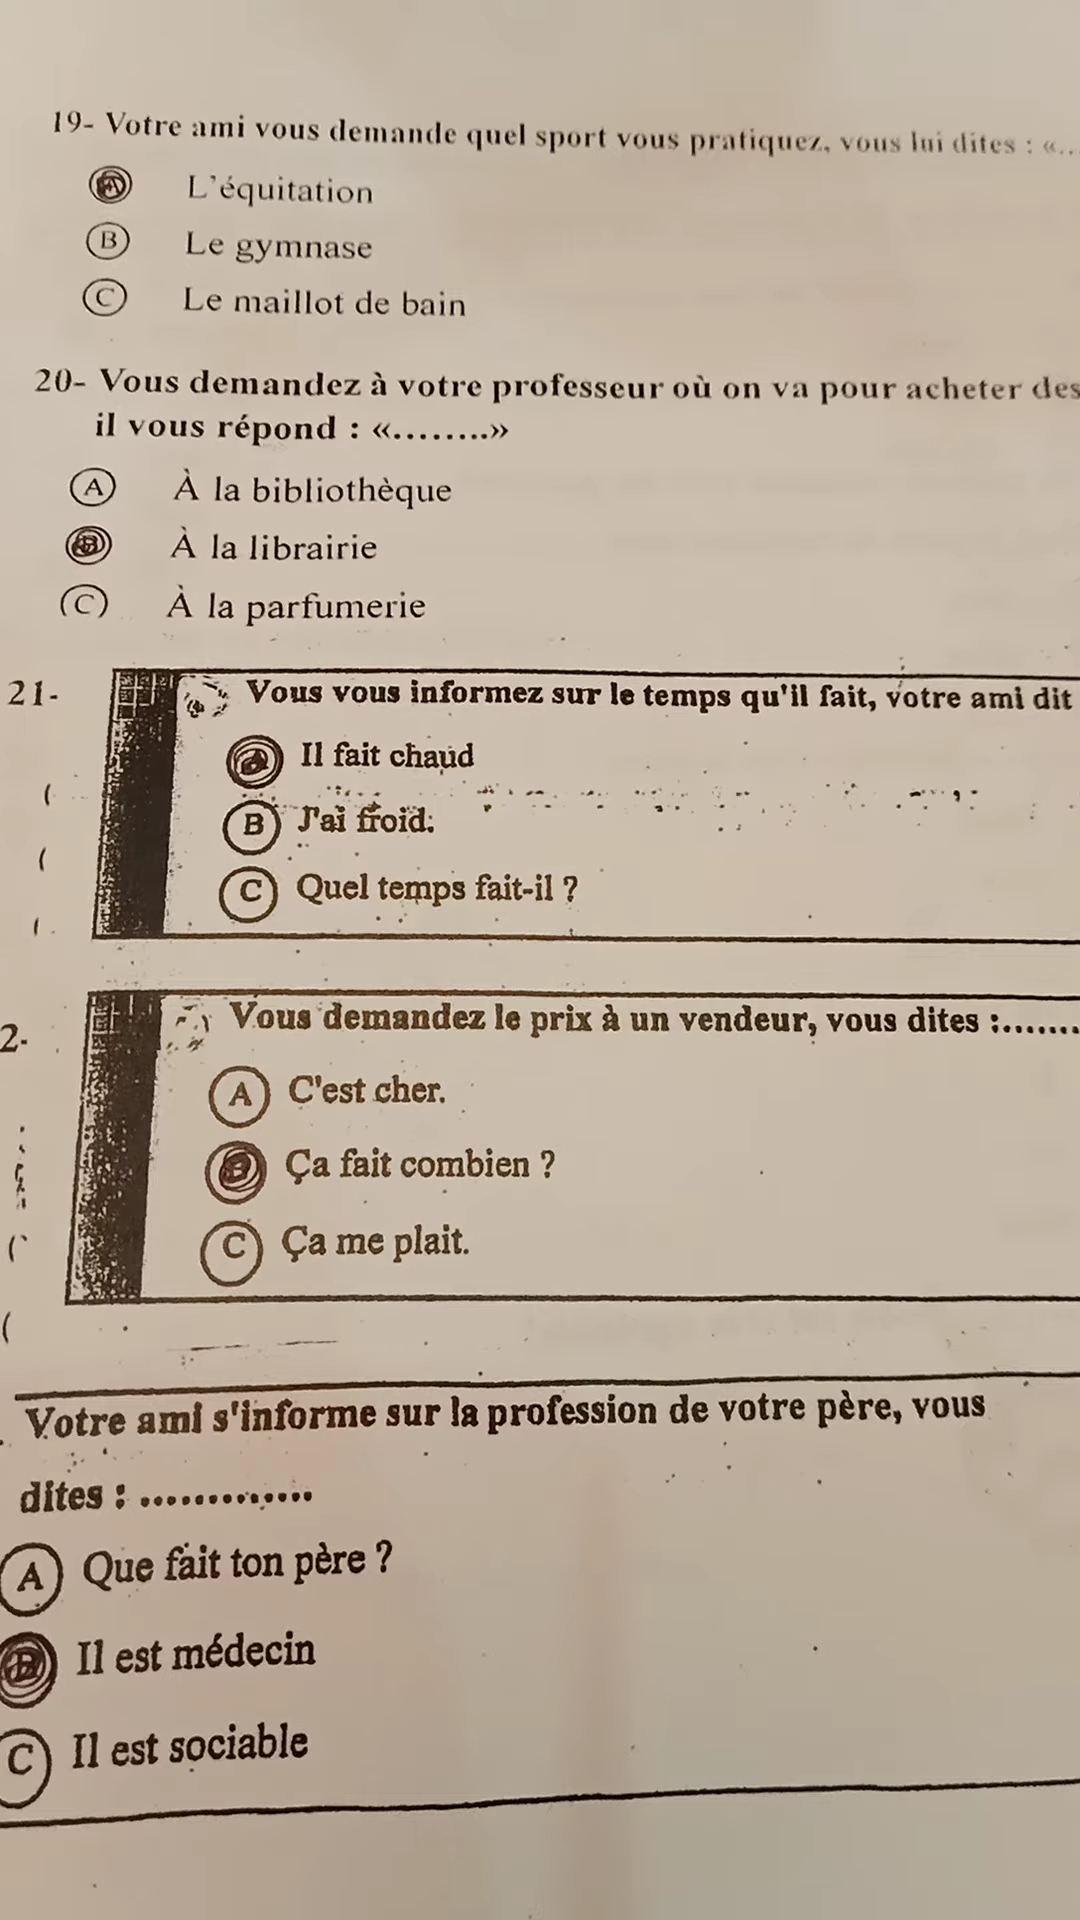 19- Votre ami vous demande quel sport vous pratiquez, vous lui dites : «..
A L'équitation
B Le gymnase
C Le maillot de bain
20- Vous demandez à votre professeur où on va pour acheter des
il vous répond : «........»
A À la bibliothèque
B À la librairie
C À la parfumerie
21- Vous vous informez sur le temps qu'il fait, votre ami dit
A Il fait chaud
B J'ai froid.
C Quel temps fait-il ?
2- Vous demandez le prix à un vendeur, vous dites :.......
A C'est cher.
B Ça fait combien ?
C Ça me plait.
Votre ami s'informe sur la profession de votre père, vous
dites : .............
A Que fait ton père ?
B Il est médecin
C Il est sociable